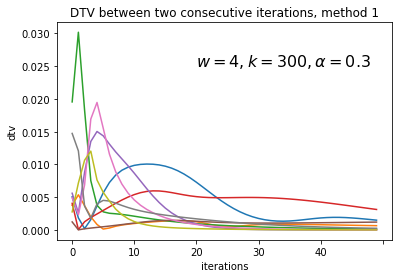 DTV between two consecutive iterations, method 1
w = 4, k = 300, α = 0.3
dtv
0.030
0.025
0.020
0.015
0.010
0.005
0.000
0 10 20 30 40
iterations